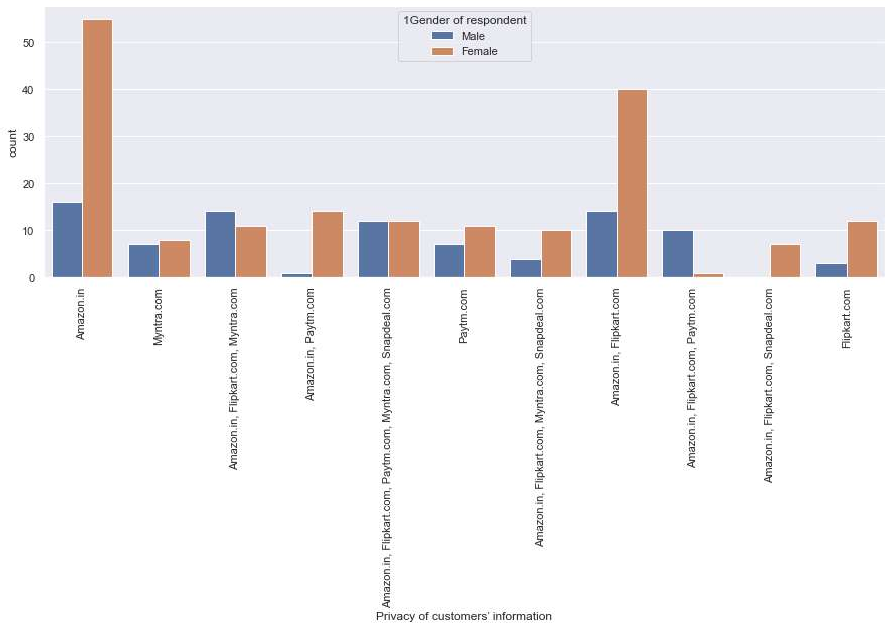 1Gender of respondent
Male
Female
count
50
40
30
20
10
0
Amazon.in
Myntra.com
Amazon.in, Flipkart.com, Myntra.com
Amazon.in, Paytm.com
Amazon.in, Flipkart.com, Paytm.com, Myntra.com, Snapdeal.com
Paytm.com
Amazon.in, Flipkart.com, Myntra.com, Snapdeal.com
Amazon.in, Flipkart.com
Amazon.in, Flipkart.com, Paytm.com
Amazon.in, Flipkart.com, Snapdeal.com
Flipkart.com
Privacy of customers’ information